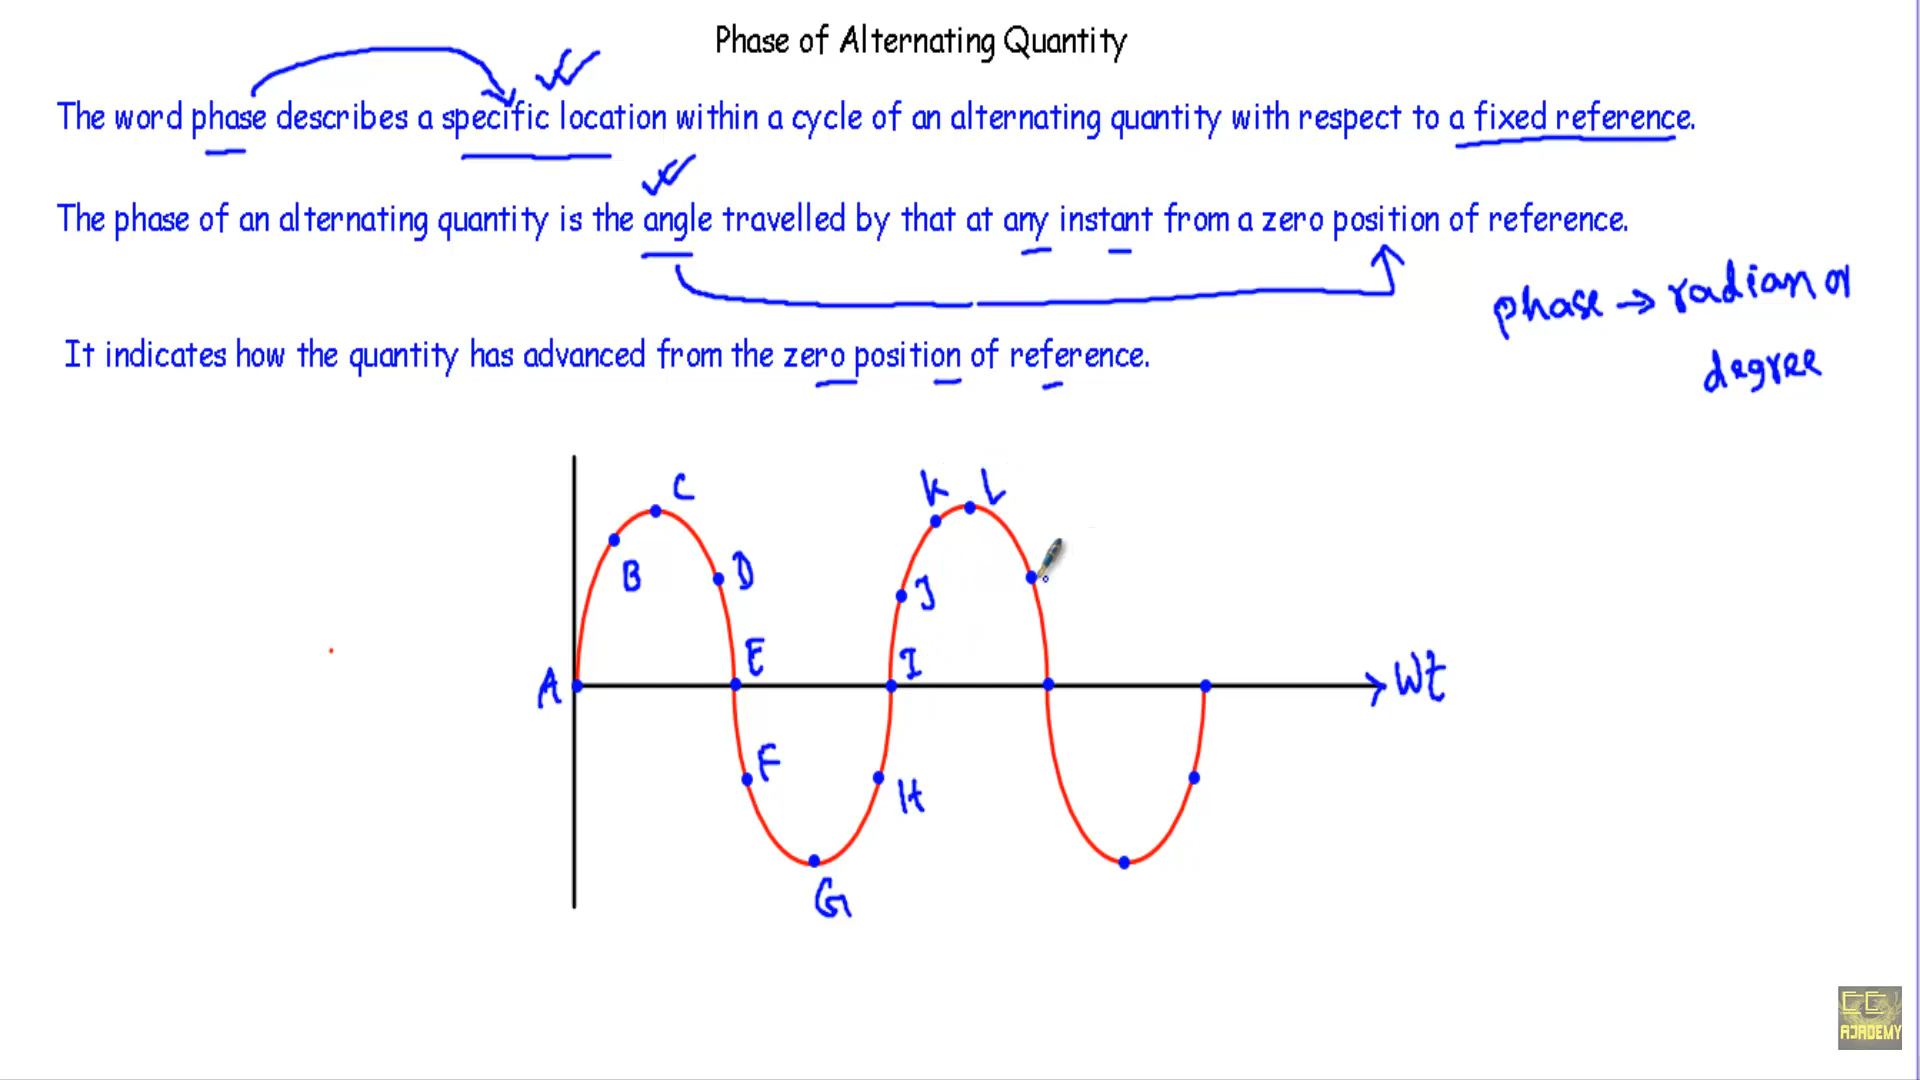 Phase of Alternating Quantity
The word phase describes a specific location within a cycle of an alternating quantity with respect to a fixed reference.
The phase of an alternating quantity is the angle travelled by that at any instant from a zero position of reference.
phase → radian or
degree
It indicates how the quantity has advanced from the zero position of reference.
C
K L
B D J
A E I Wt
F H
G
EE
ACADEMY